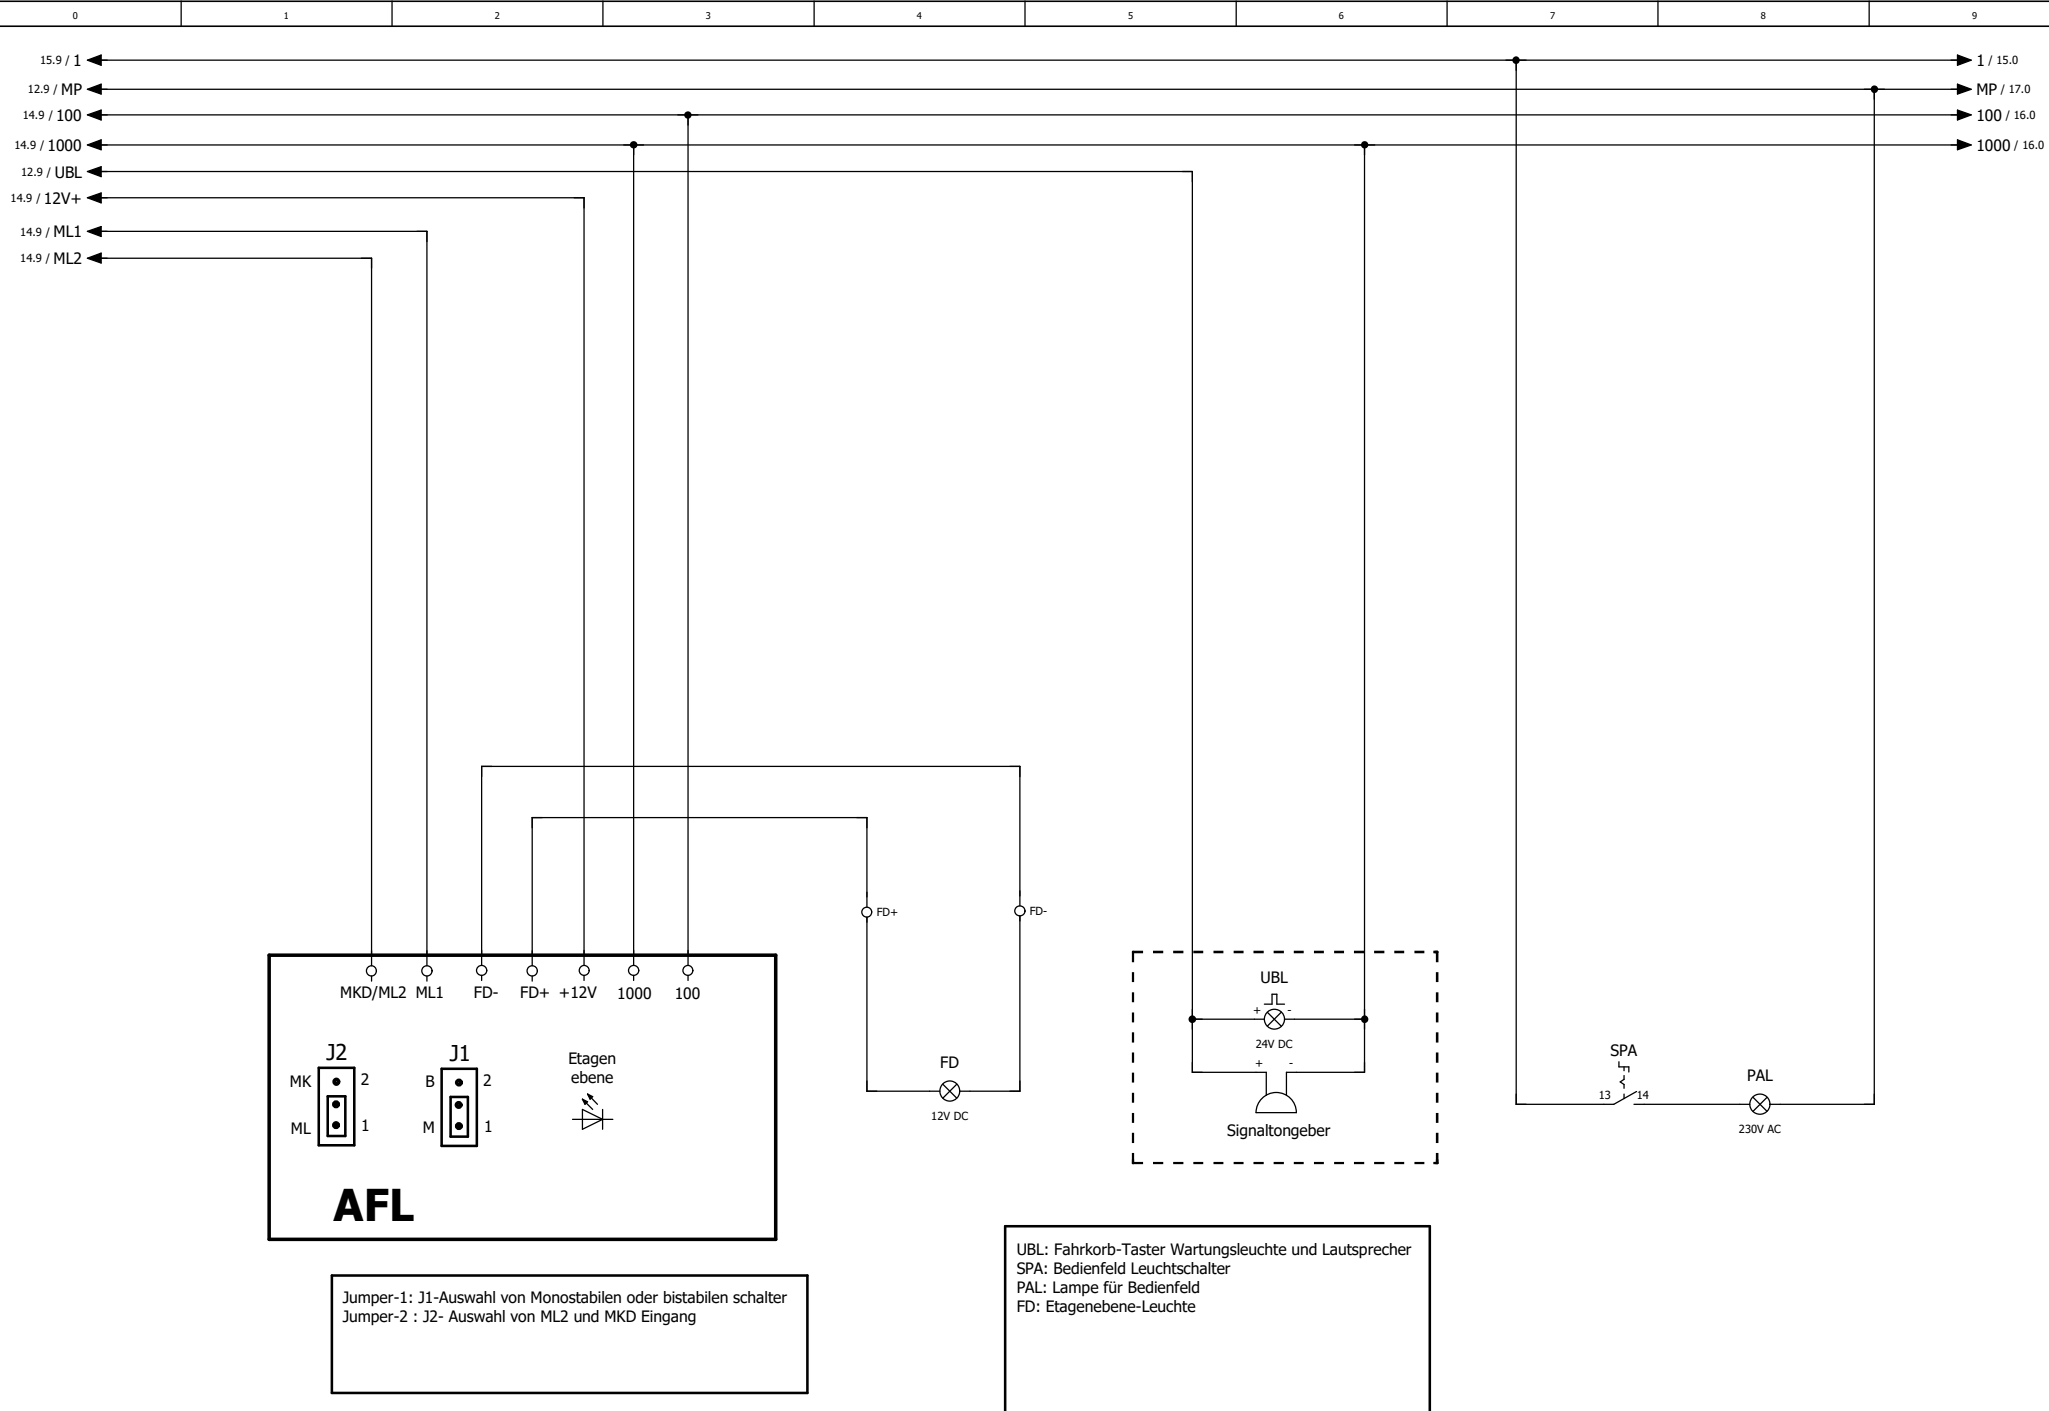 0 1 2 3 4 5 6 7 8 9
15.9 / 1
1 / 15.0
12.9 / MP
MP / 17.0
14.9 / 100
100 / 16.0
14.9 / 1000
1000 / 16.0
12.9 / UBL
14.9 / 12V+
14.9 / ML1
14.9 / ML2
FD+
FD-
MKD/ML2 ML1 FD- FD+ +12V 1000 100
J2
MK 2
ML 1
J1
B 2
M 1
Etagen
ebene
AFL
FD
12V DC
UBL
+ -
24V DC
+ -
Signaltongeber
SPA
13 14
PAL
230V AC
Jumper-1: J1-Auswahl von Monostabilen oder bistabilen schalter
Jumper-2 : J2- Auswahl von ML2 und MKD Eingang
UBL: Fahrkorb-Taster Wartungsleuchte und Lautsprecher
SPA: Bedienfeld Leuchtschalter
PAL: Lampe für Bedienfeld
FD: Etagenebene-Leuchte